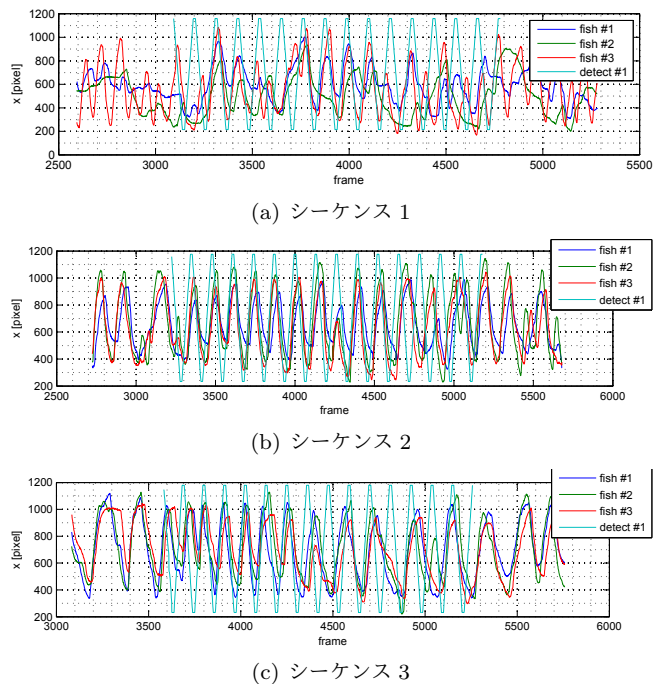 1200
1000
800
600
400
200
0
x [pixel]
2500 3000 3500 4000 4500 5000 5500
frame
fish #1
fish #2
fish #3
detect #1
(a) シーケンス 1
1200
1000
800
600
400
200
x [pixel]
2500 3000 3500 4000 4500 5000 5500 6000
frame
fish #1
fish #2
fish #3
detect #1
(b) シーケンス 2
1200
1000
800
600
400
200
x [pixel]
3000 3500 4000 4500 5000 5500 6000
frame
fish #1
fish #2
fish #3
detect #1
(c) シーケンス 3